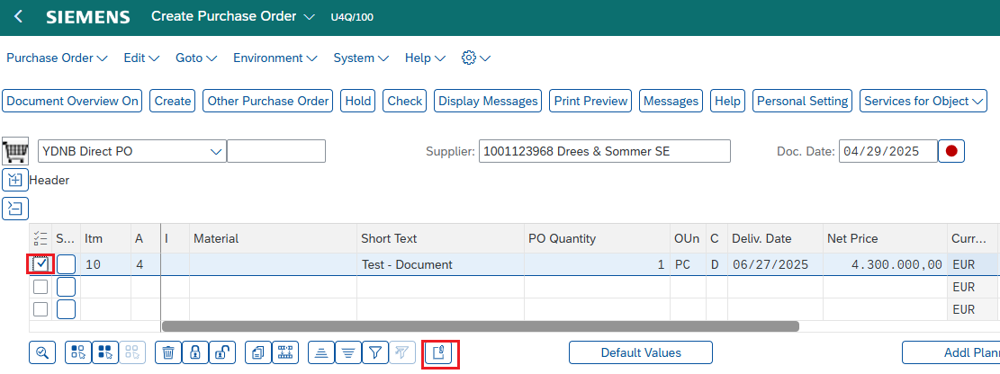 SIEMENS Create Purchase Order U4Q/100
Purchase Order Edit Goto Environment System Help
Document Overview On Create Other Purchase Order Hold Check Display Messages Print Preview Messages Help Personal Setting Services for Object
YDNB Direct PO Supplier: 1001123968 Drees & Sommer SE Doc. Date: 04/29/2025
Header
S... Itm A I Material Short Text PO Quantity OUn C Deliv. Date Net Price Curr...
10 4 Test - Document 1 PC D 06/27/2025 4.300.000,00 EUR
EUR
EUR
Default Values Addl Plann